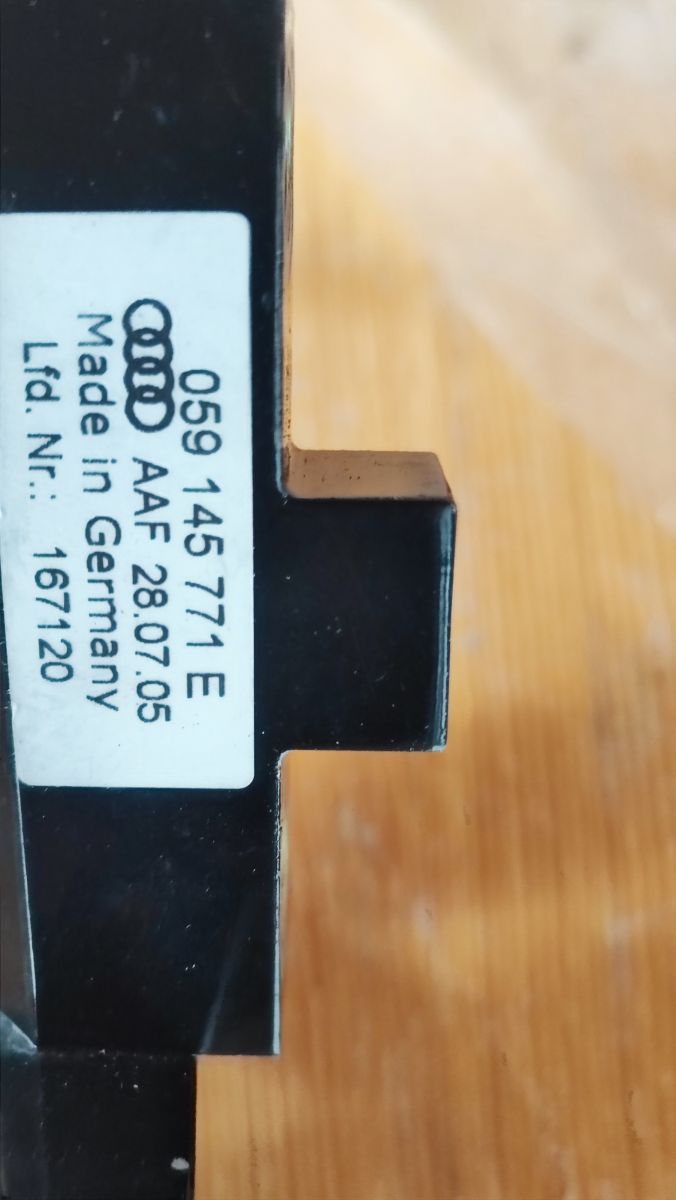 059 145 771 E
AAF 28.07.05
Made in Germany
Lfd. Nr.: 167120